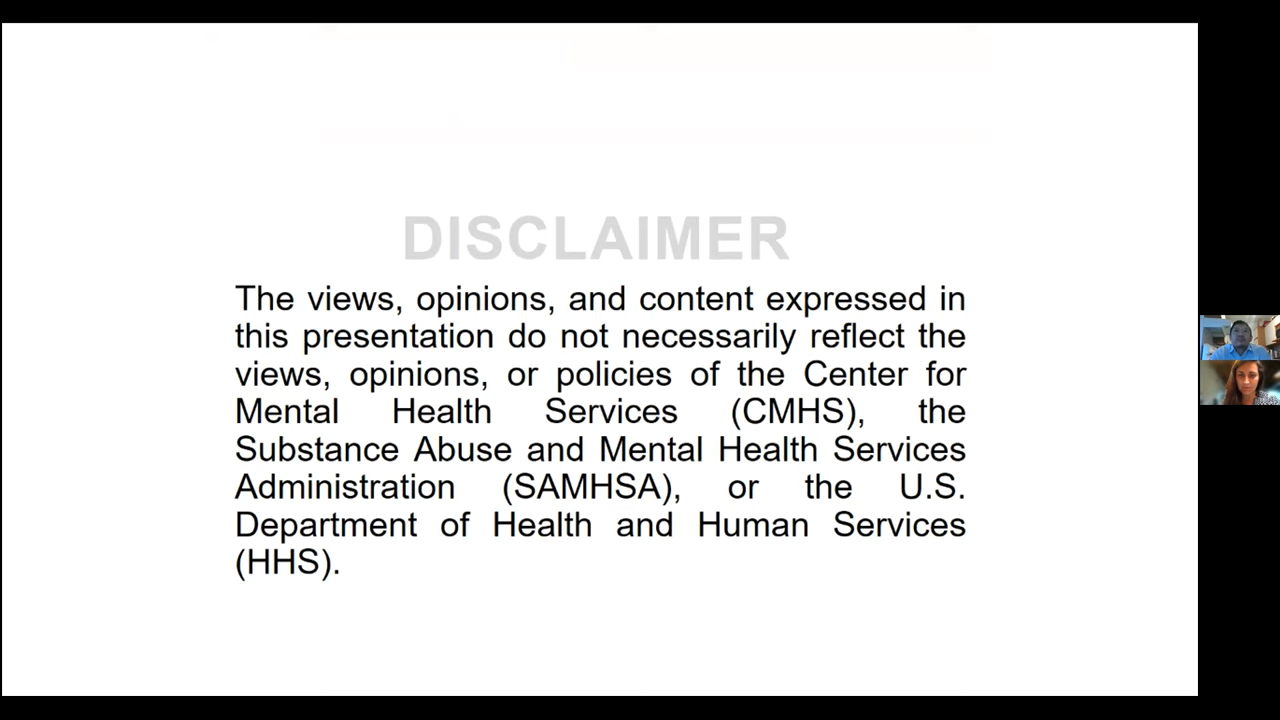 DISCLAIMER
The views, opinions, and content expressed in
this presentation do not necessarily reflect the
views, opinions, or policies of the Center for
Mental Health Services (CMHS), the
Substance Abuse and Mental Health Services
Administration (SAMHSA), or the U.S.
Department of Health and Human Services
(HHS).